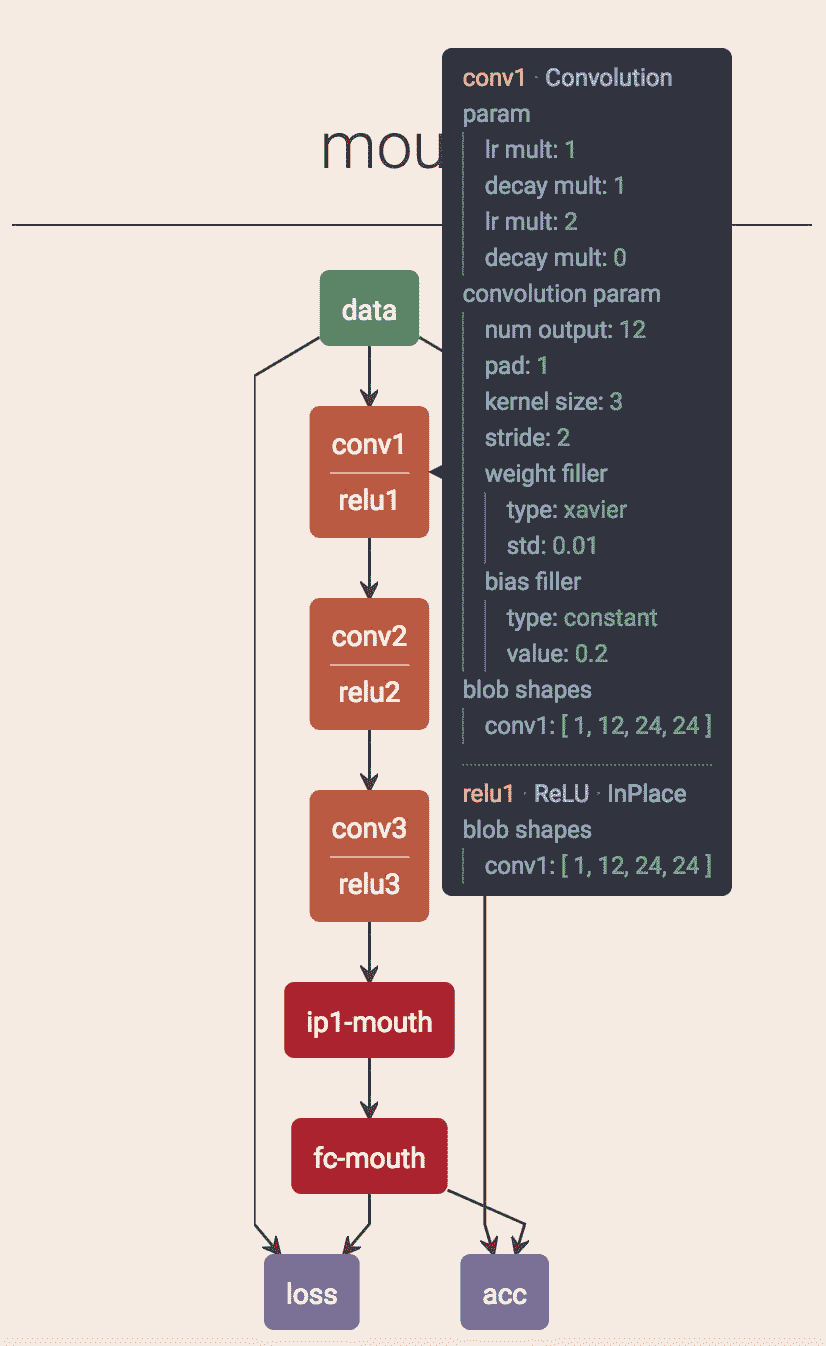 conv1 · Convolution
param
lr mult: 1
decay mult: 1
lr mult: 2
decay mult: 0
convolution param
num output: 12
pad: 1
kernel size: 3
stride: 2
weight filler
type: xavier
std: 0.01
bias filler
type: constant
value: 0.2
blob shapes
conv1: [ 1, 12, 24, 24 ]
relu1 · ReLU · InPlace
blob shapes
conv1: [ 1, 12, 24, 24 ]
data
conv1
relu1
conv2
relu2
conv3
relu3
ip1-mouth
fc-mouth
loss
acc